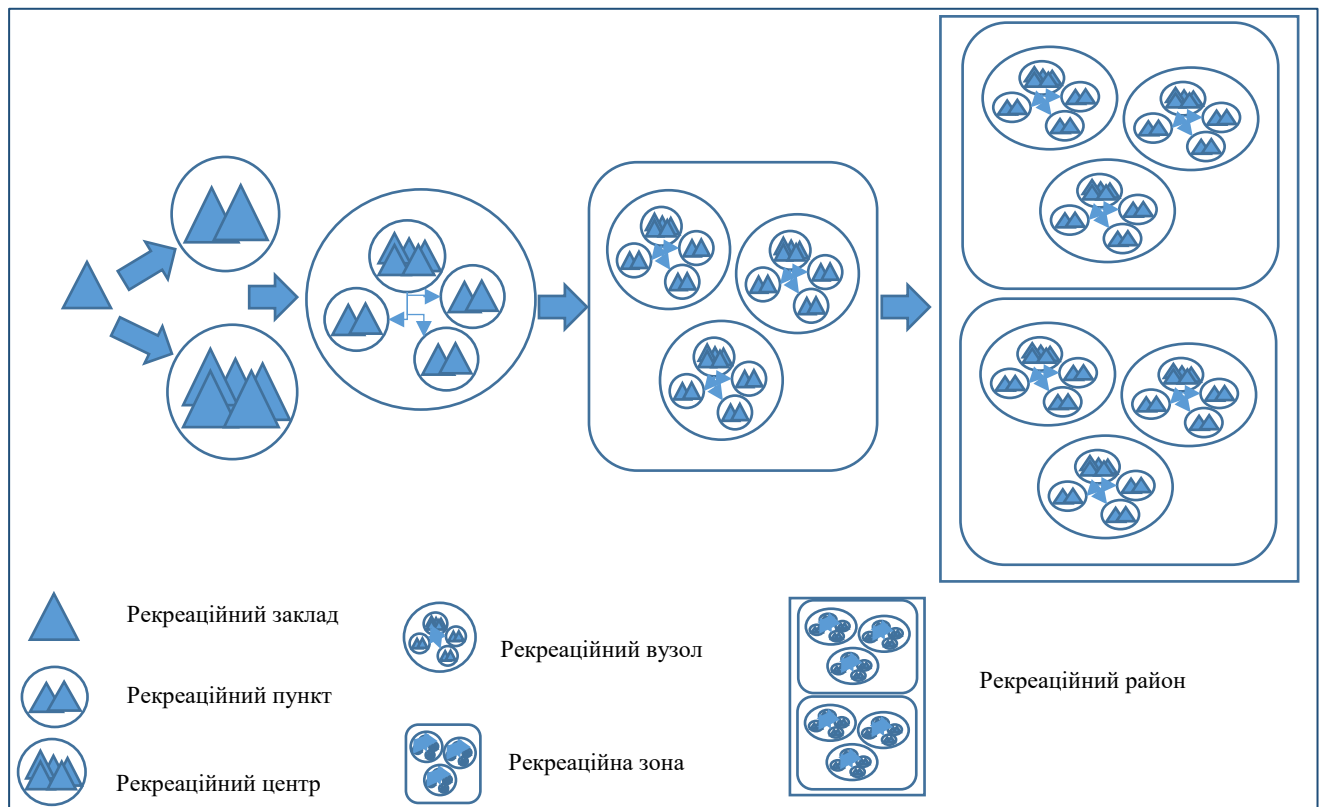 Рекреаційний заклад
Рекреаційний пункт
Рекреаційний центр
Рекреаційний вузол
Рекреаційна зона
Рекреаційний район